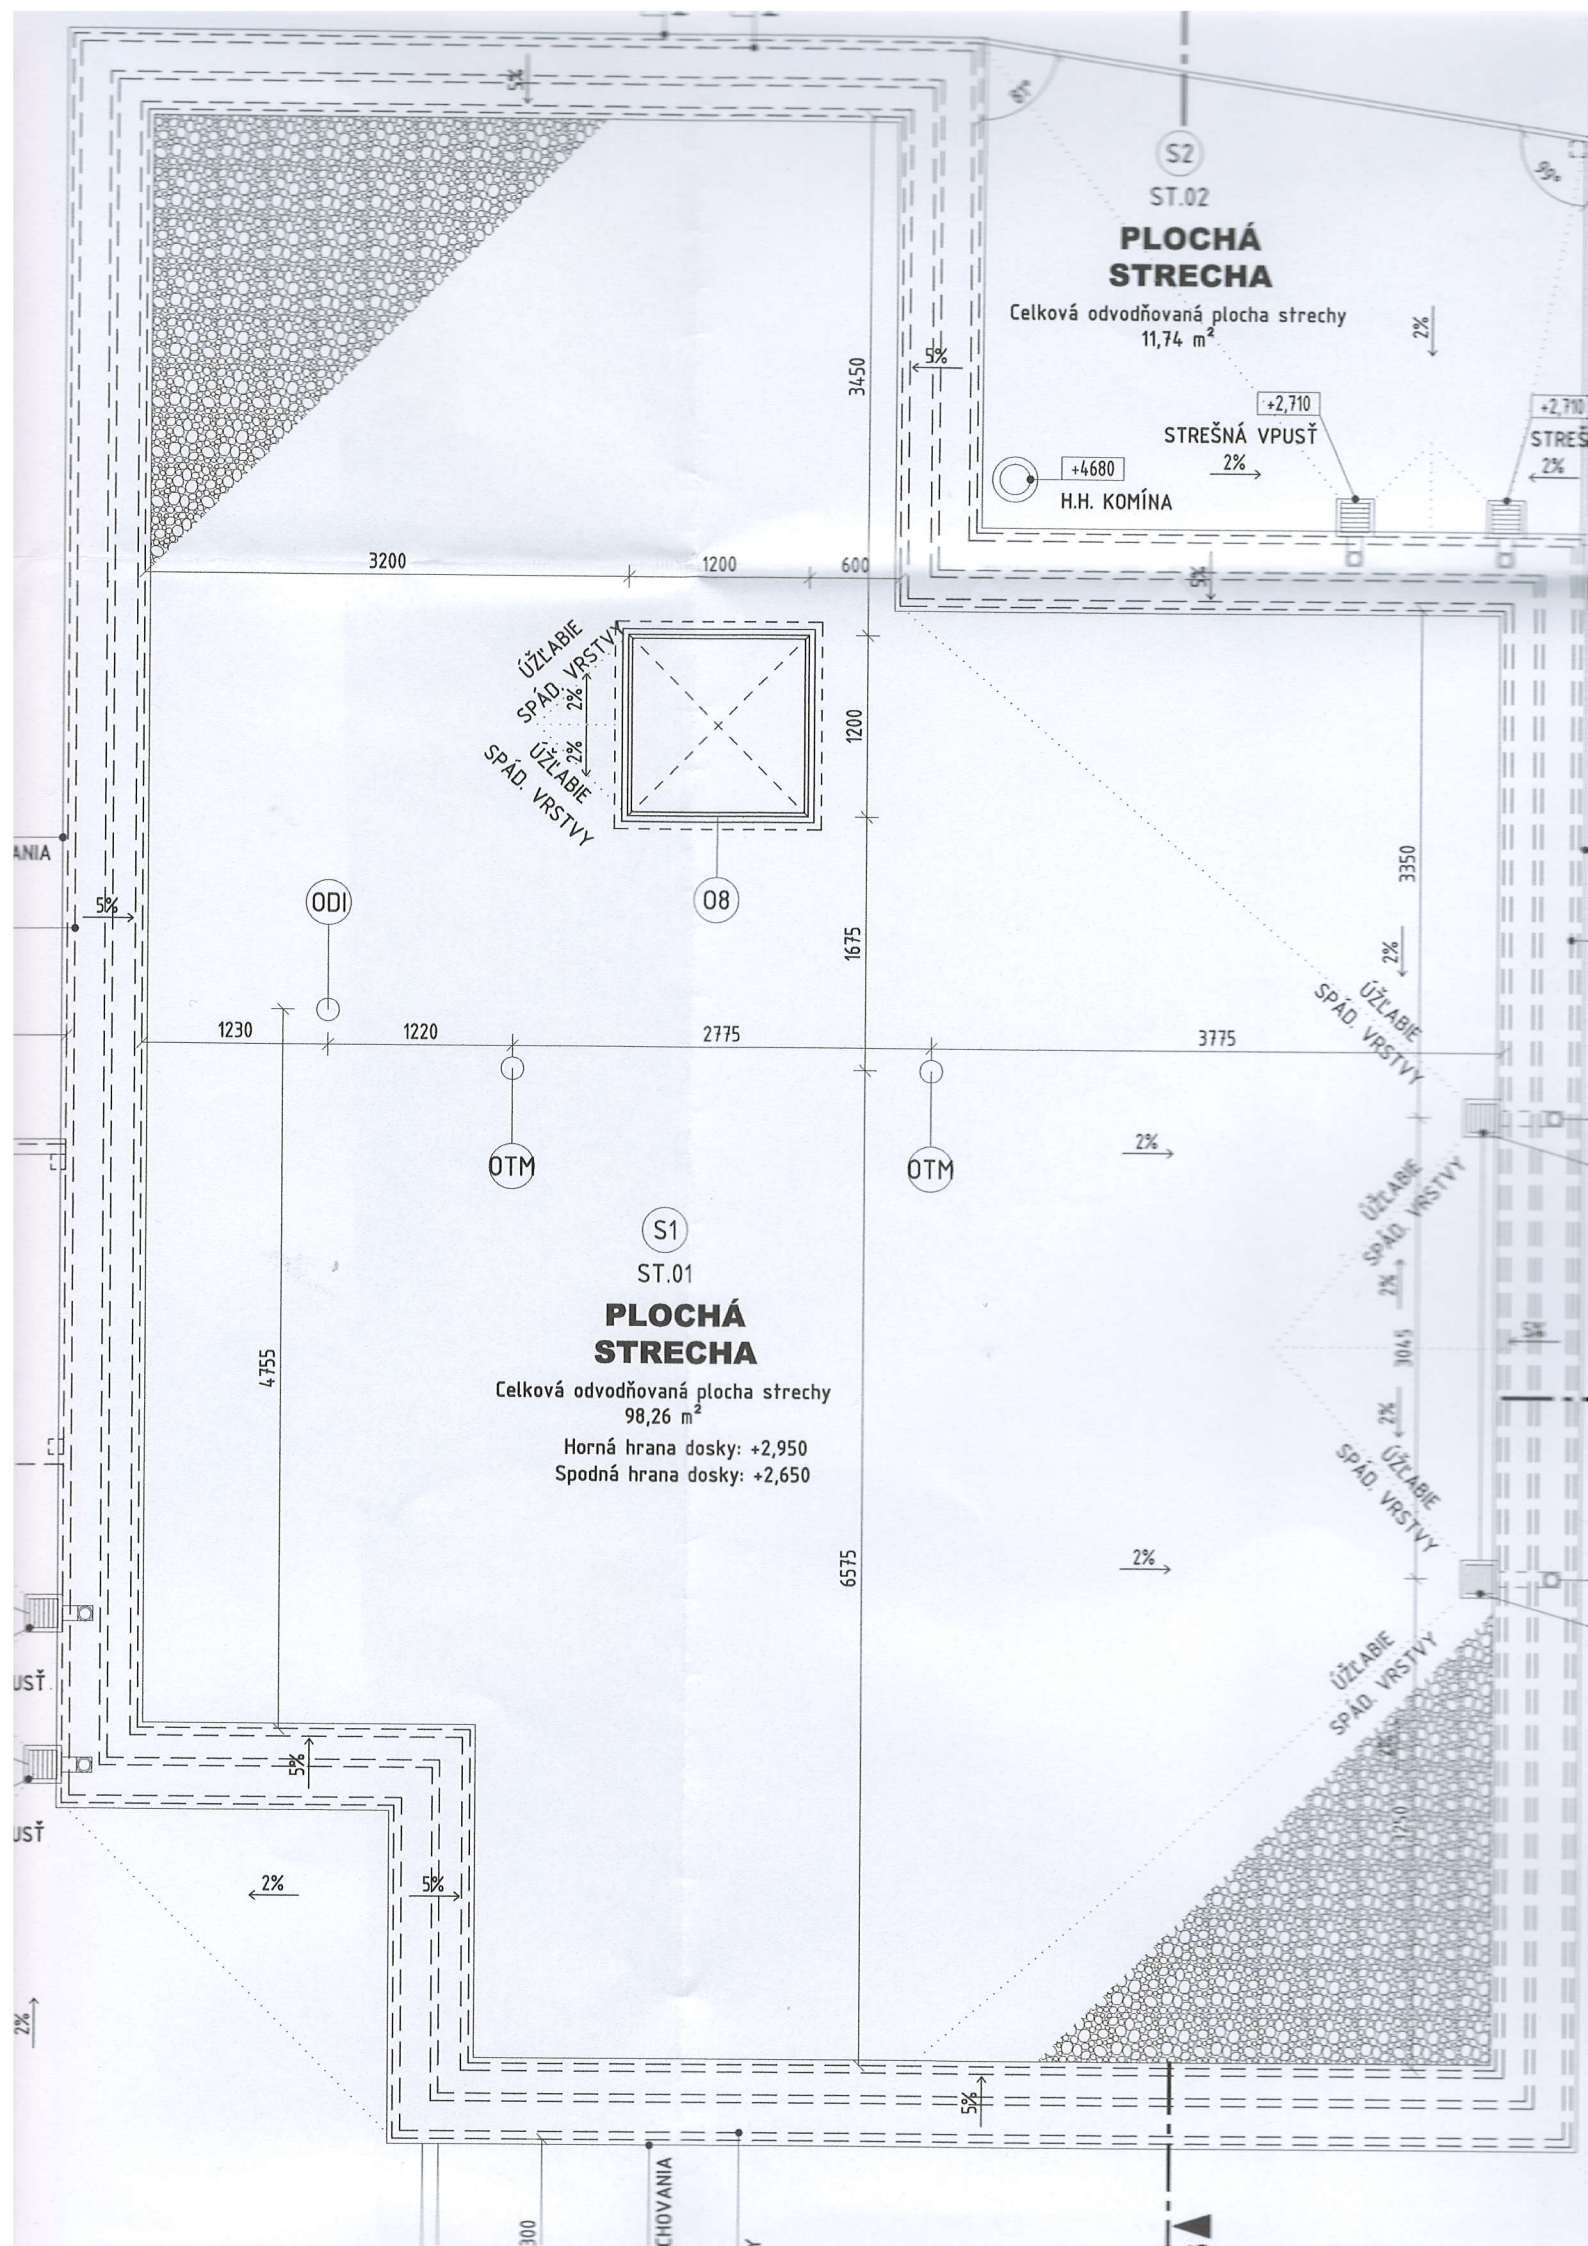 5%
87°
S2
99°
ST.02
PLOCHÁ
STRECHA
Celková odvodňovaná plocha strechy
11,74 m²
2%
3450
5%
+2,710
+2,710
STREŠNÁ VPUSŤ
STREŠ
2%
2%
+4680
H.H. KOMÍNA
3200
1200
600
5%
ÚŽĽABIE
SPÁD. VRSTVY
2%
2%
ÚŽĽABIE
SPÁD. VRSTVY
1200
ANIA
3350
5%
ODI
O8
1675
2%
ÚŽĽABIE
SPÁD. VRSTVY
1230
1220
2775
3775
2%
OTM
OTM
ÚŽĽABIE
SPÁD. VRSTVY
S1
ST.01
2%
PLOCHÁ
STRECHA
5%
3045
4755
Celková odvodňovaná plocha strechy
98,26 m²
2%
Horná hrana dosky: +2,950
Spodná hrana dosky: +2,650
ÚŽĽABIE
SPÁD. VRSTVY
6575
2%
ÚŽĽABIE
SPÁD. VRSTVY
USŤ
5%
3250
USŤ
2%
5%
2%
5%
CHOVANIA
300
Y